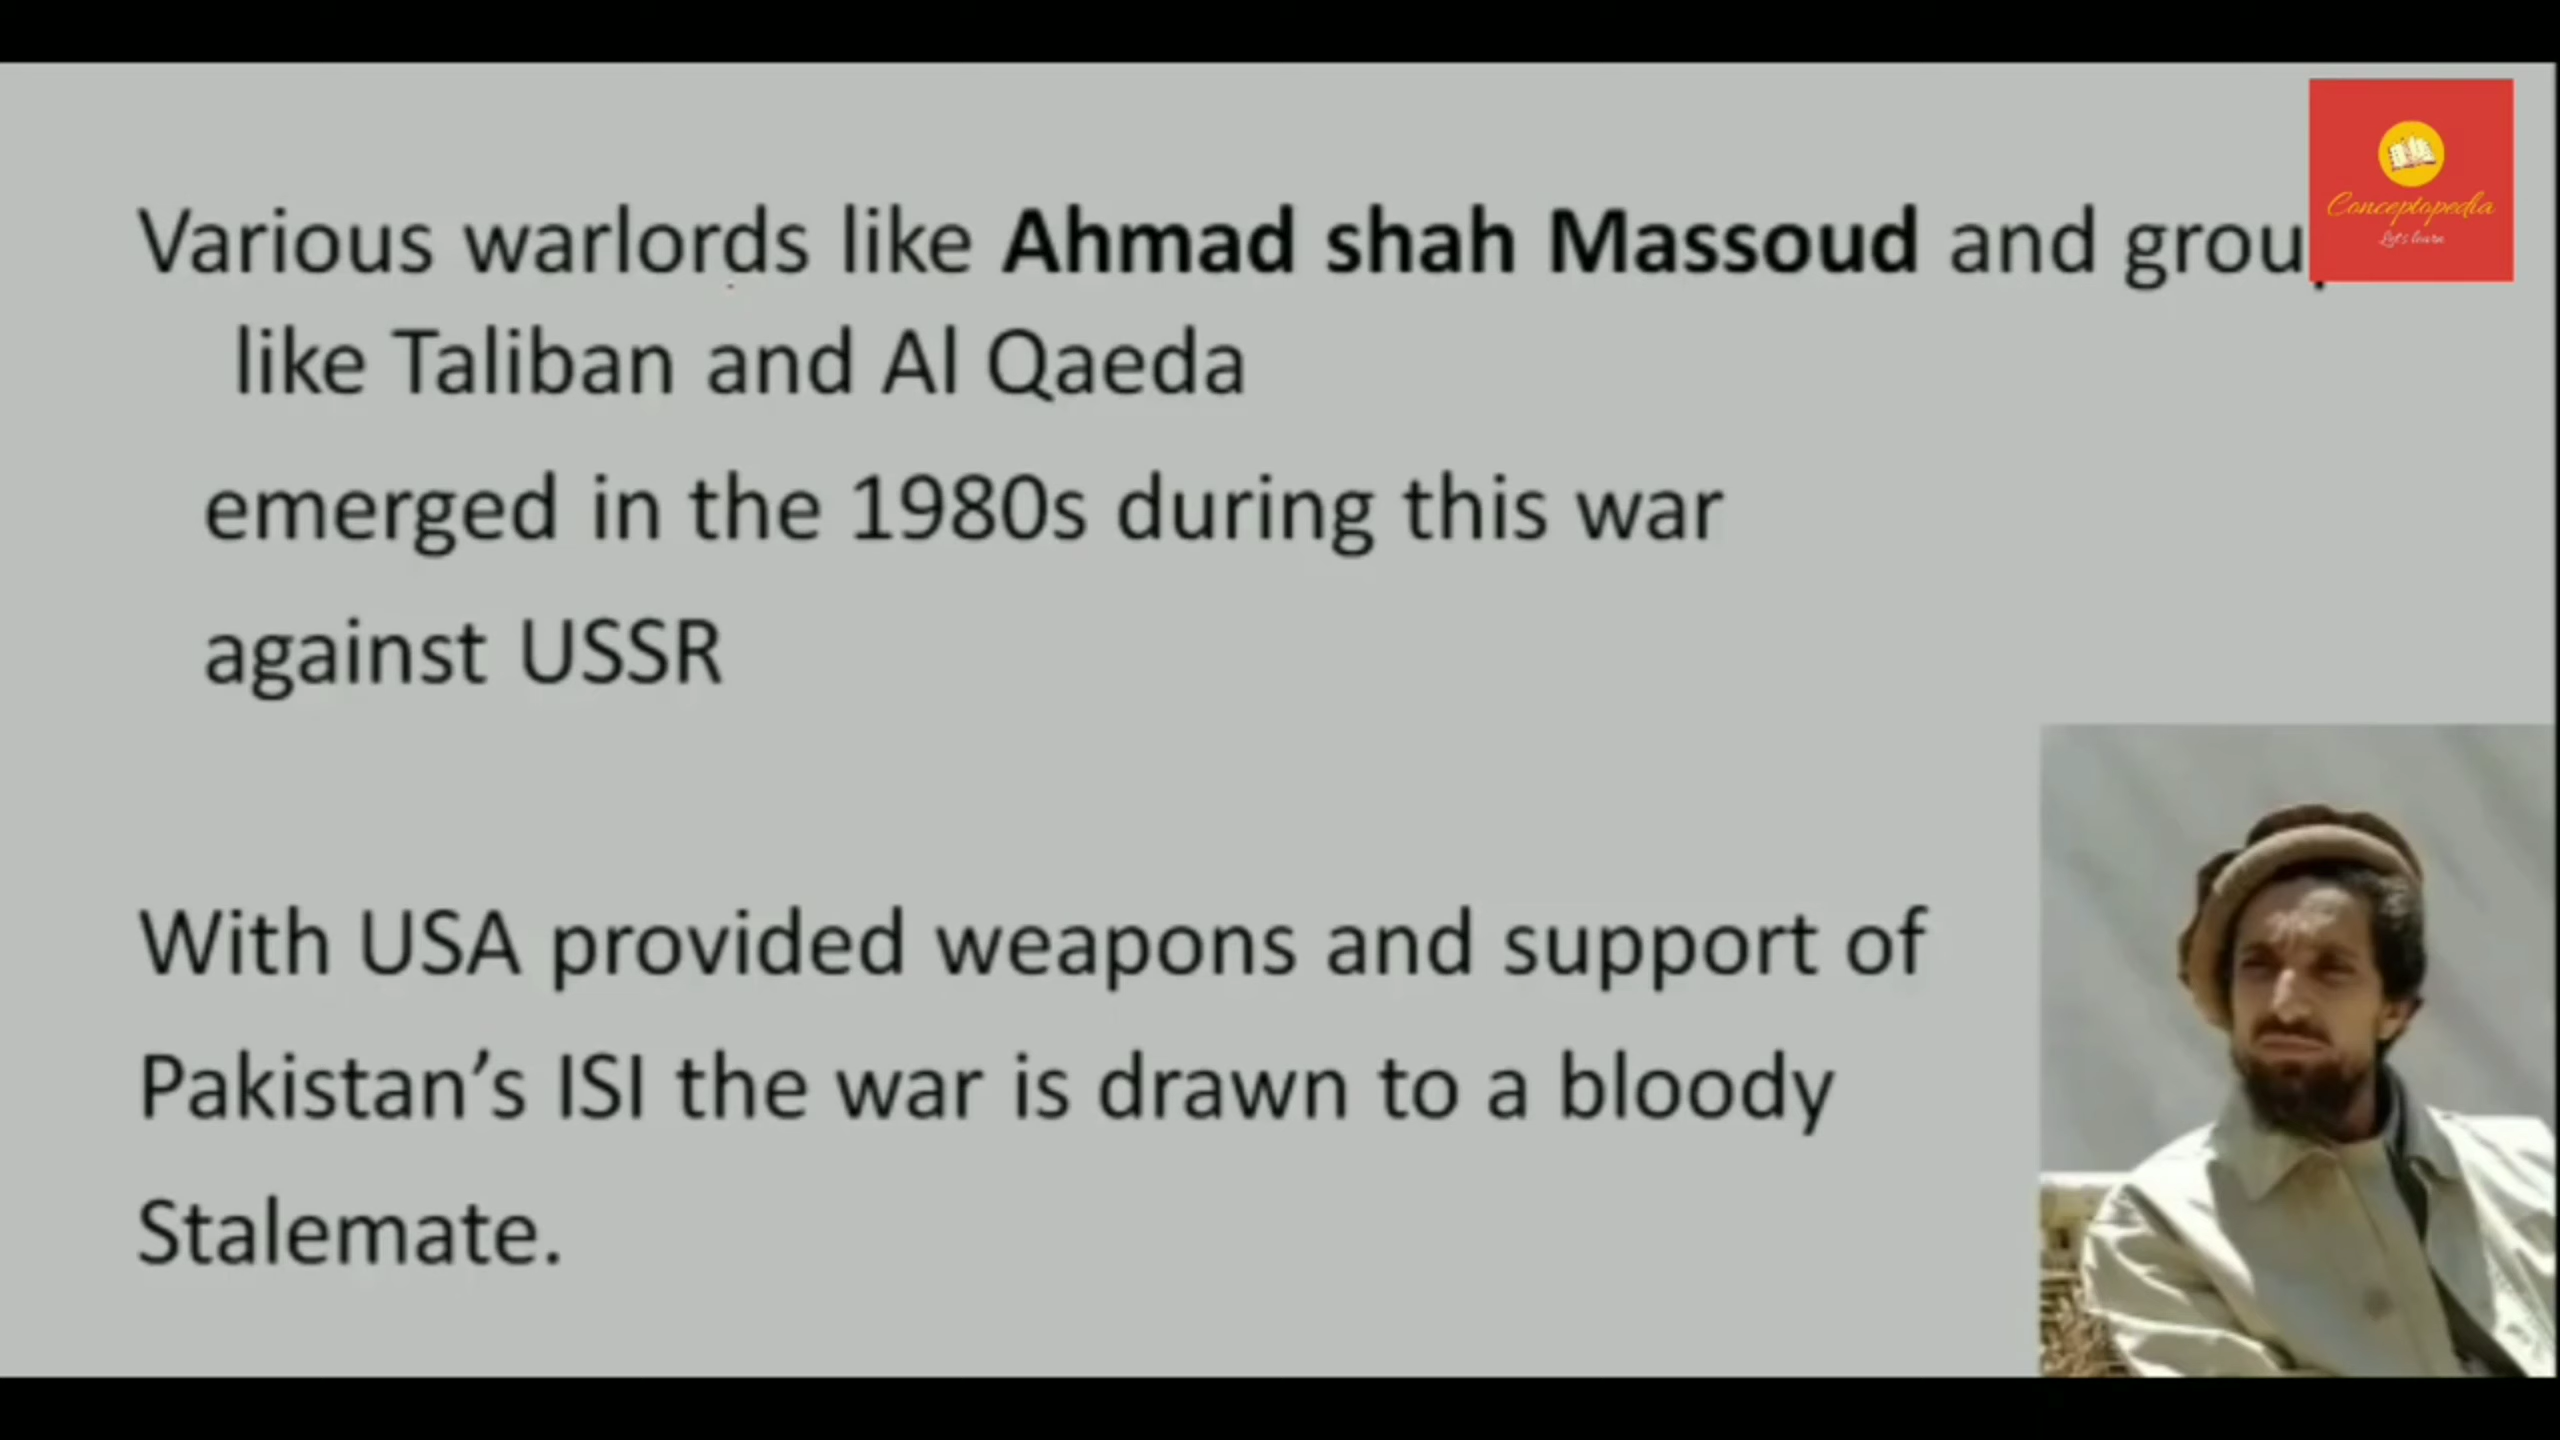 Various warlords like Ahmad shah Massoud and
like Taliban and Al Qaeda
emerged in the 1980s during this war
against USSR
With USA provided weapons and support of
Pakistan’s ISI the war is drawn to a bloody
Stalemate.
Conceptopedia
Let's learn